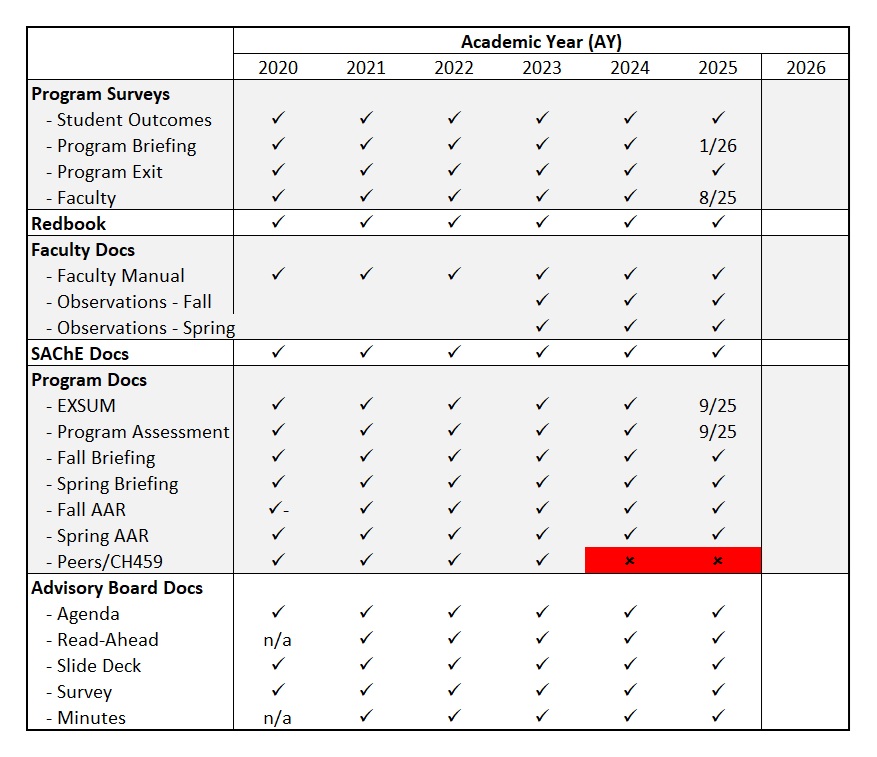 Academic Year (AY)
2020 2021 2022 2023 2024 2025 2026
Program Surveys
- Student Outcomes ✓ ✓ ✓ ✓ ✓ ✓
- Program Briefing ✓ ✓ ✓ ✓ ✓ 1/26
- Program Exit ✓ ✓ ✓ ✓ ✓ ✓
- Faculty ✓ ✓ ✓ ✓ ✓ 8/25
Redbook ✓ ✓ ✓ ✓ ✓ ✓
Faculty Docs
- Faculty Manual ✓ ✓ ✓ ✓ ✓ ✓
- Observations - Fall ✓ ✓ ✓
- Observations - Spring ✓ ✓ ✓
SAChE Docs ✓ ✓ ✓ ✓ ✓ ✓
Program Docs
- EXSUM ✓ ✓ ✓ ✓ ✓ 9/25
- Program Assessment ✓ ✓ ✓ ✓ ✓ 9/25
- Fall Briefing ✓ ✓ ✓ ✓ ✓ ✓
- Spring Briefing ✓ ✓ ✓ ✓ ✓ ✓
- Fall AAR ✓- ✓ ✓ ✓ ✓ ✓
- Spring AAR ✓ ✓ ✓ ✓ ✓ ✓
- Peers/CH459 ✓ ✓ ✓ ✓ × ×
Advisory Board Docs
- Agenda ✓ ✓ ✓ ✓ ✓ ✓
- Read-Ahead n/a ✓ ✓ ✓ ✓ ✓
- Slide Deck ✓ ✓ ✓ ✓ ✓ ✓
- Survey ✓ ✓ ✓ ✓ ✓ ✓
- Minutes n/a ✓ ✓ ✓ ✓ ✓